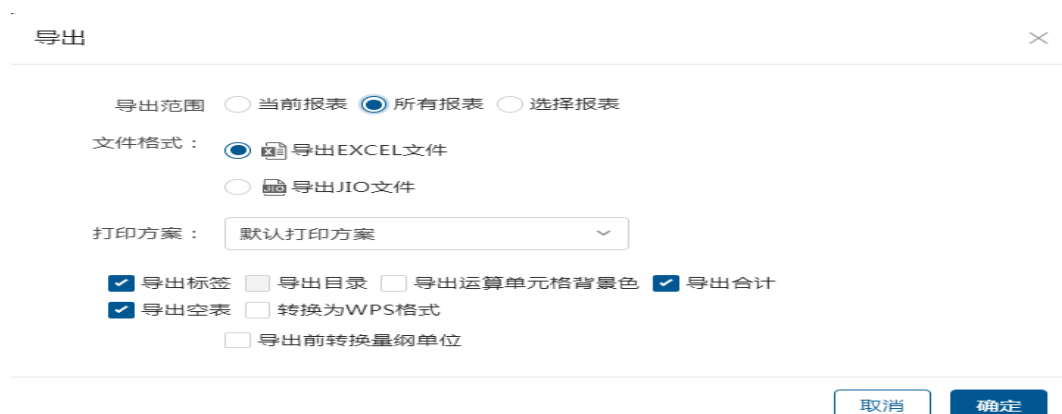 导出
导出范围 当前报表 所有报表 选择报表
文件格式： 导出EXCEL文件
JIO 导出JIO文件
打印方案： 默认打印方案
导出标签 导出目录 导出运算单元格背景色 导出合计
导出空表 转换为WPS格式
导出前转换量纲单位
取消 确定